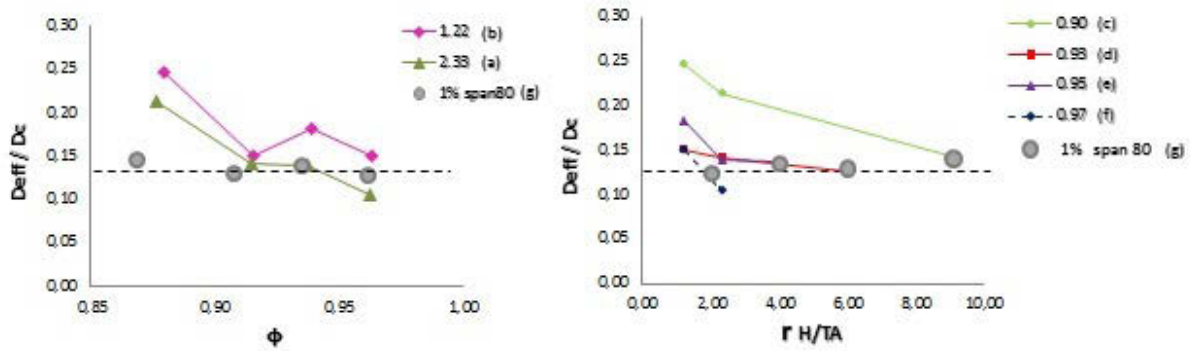 0,30
0,25
0,20
0,15
0,10
0,05
0,00
Deff / Dc
0,85
0,90
0,95
1,00
ϕ
1.22 (b)
2.33 (a)
1% span80 (g)
0,30
0,25
0,20
0,15
0,10
0,05
0,00
Deff / Dc
0,00
2,00
4,00
6,00
8,00
10,00
r H/TA
0.90 (c)
0.93 (d)
0.95 (e)
0.97 (f)
1% span 80 (g)